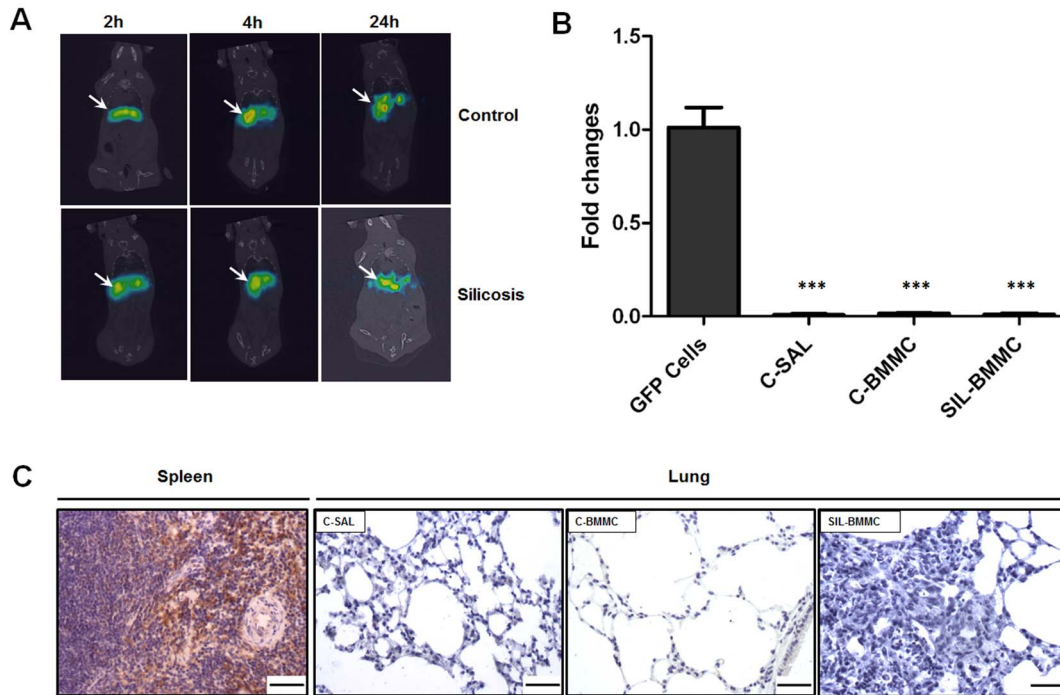 A
2h 4h 24h
Control
Silicosis
B
Fold changes
1.5
1.0
0.5
0.0
*** *** ***
GFP Cells C-SAL C-BMMC SIL-BMMC
C
Spleen Lung
C-SAL C-BMMC SIL-BMMC